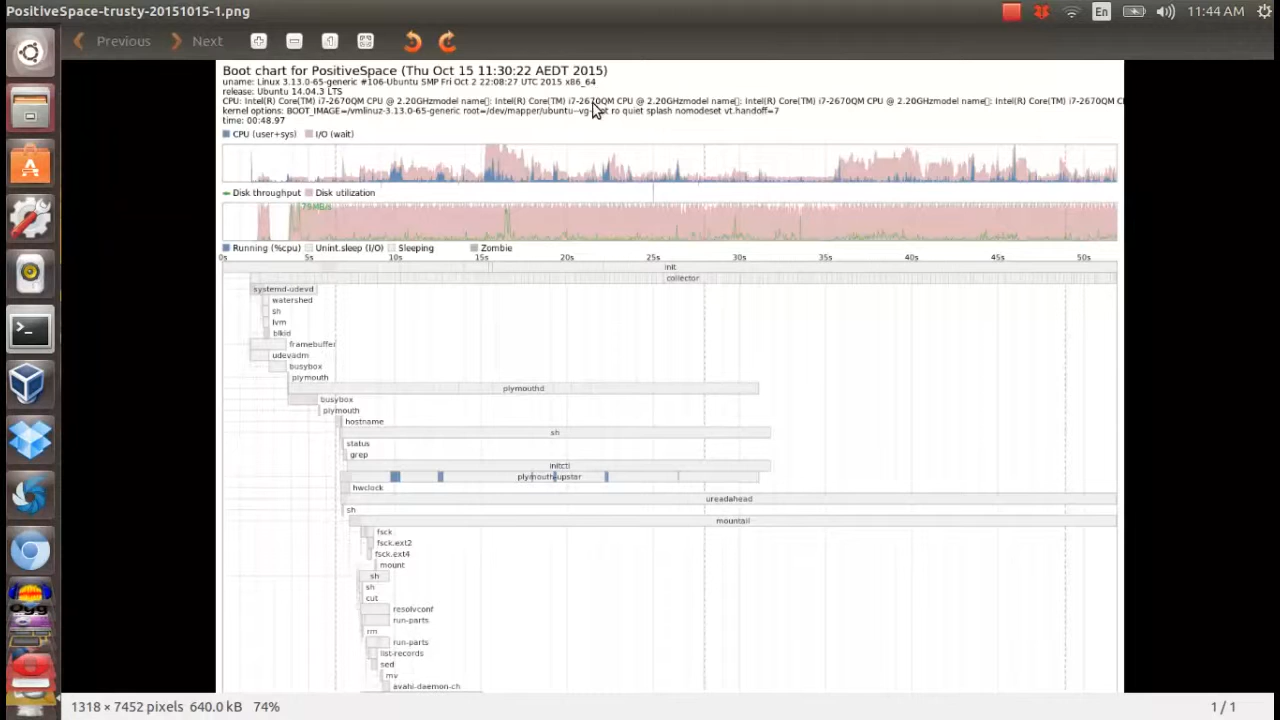 PositiveSpace-trusty-20151015-1.png
En
11:44 AM
Previous
Next
Boot chart for PositiveSpace (Thu Oct 15 11:30:22 AEDT 2015)
uname: Linux 3.13.0-65-generic #106-Ubuntu SMP Fri Oct 2 22:08:27 UTC 2015 x86_64
release: Ubuntu 14.04.3 LTS
CPU: Intel(R) Core(TM) i7-2670QM CPU @ 2.20GHzmodel name: Intel(R) Core(TM) i7-2670QM CPU @ 2.20GHzmodel name: Intel(R) Core(TM) i7-2670QM CPU @ 2.20GHzmodel name: Intel(R) Core(TM) i7-2670QM C
kernel options: BOOT_IMAGE=/vmlinuz-3.13.0-65-generic root=/dev/mapper/ubuntu--vg-root ro quiet splash nomodeset vt.handoff=7
time: 00:48.97
CPU (user+sys) I/O (wait)
Disk throughput Disk utilization
75MB/s
Running (%cpu) Unint.sleep (I/O) Sleeping Zombie
0s 5s 10s 15s 20s 25s 30s 35s 40s 45s 50s
init
collector
systemd-udevd
watershed
sh
lvm
blkid
framebuffer
udevadm
busybox
plymouth
plymouthd
busybox
plymouth
hostname
sh
status
grep
initctl
plymouth-upstar
hwclock
ureadahead
sh
mountall
fsck
fsck.ext2
fsck.ext4
mount
sh
sh
cut
resolvconf
run-parts
rm
run-parts
list-records
sed
mv
avahi-daemon-ch
Ogg
1318 × 7452 pixels 640.0 kB 74%
1 / 1